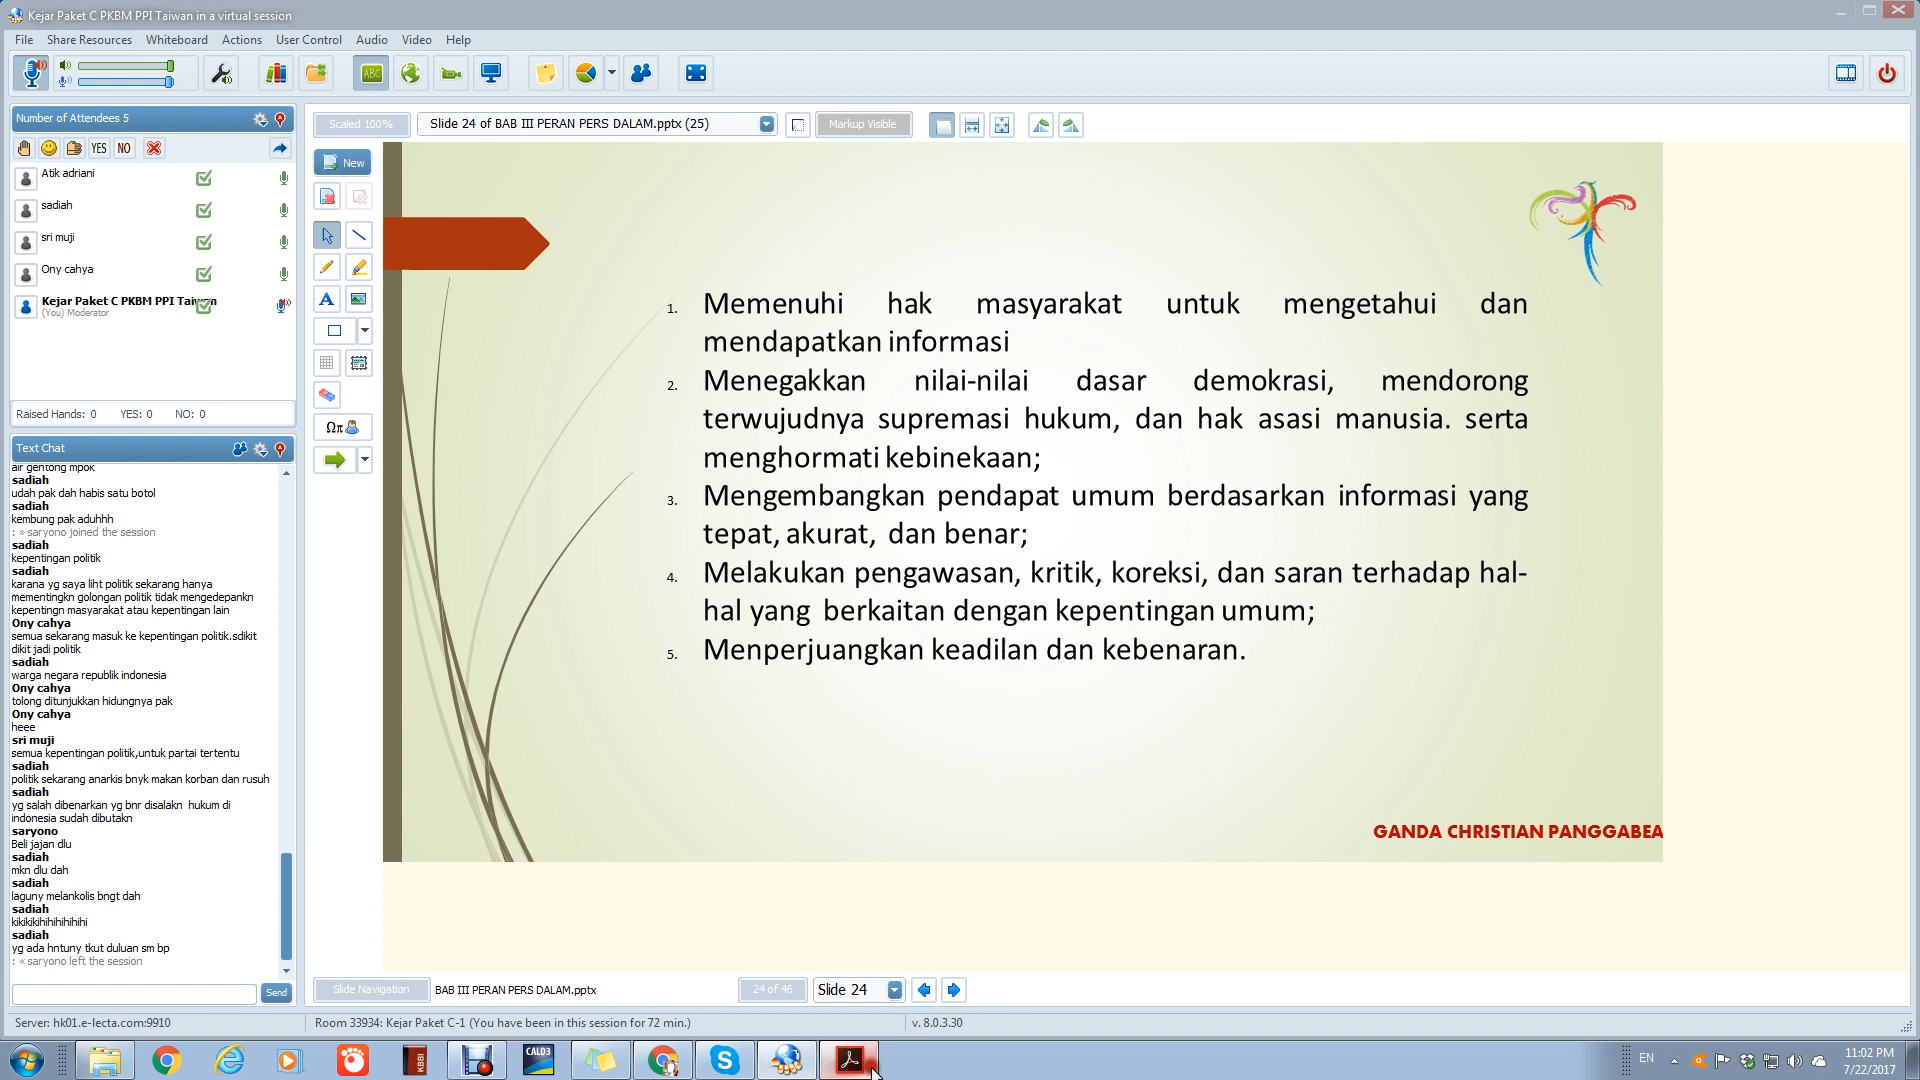 Kejar Paket C PKBM PPI Taiwan in a virtual session
File Share Resources Whiteboard Actions User Control Audio Video Help
ABC
Number of Attendees 5
YES NO
Atik adriani
sadiah
sri muji
Ony cahya
Kejar Paket C PKBM PPI Taiwan
(You) Moderator
Raised Hands: 0 YES: 0 NO: 0
Text Chat
air gentong mpok
sadiah
udah pak dah habis satu botol
sadiah
kembung pak aduhhh
: » saryono joined the session
sadiah
kepentingan politik
sadiah
karana yg saya liht politik sekarang hanya
mementingkn golongan politik tidak mengedepankn
kepentingn masyarakat atau kepentingan lain
Ony cahya
semua sekarang masuk ke kepentingan politik.sdikit
dikit jadi politik
sadiah
warga negara republik indonesia
Ony cahya
tolong ditunjukkan hidungnya pak
Ony cahya
heee
sri muji
semua kepentingan politik,untuk partai tertentu
sadiah
politik sekarang anarkis bnyk makan korban dan rusuh
sadiah
yg salah dibenarkan yg bnr disalakn hukum di
indonesia sudah dibutakn
saryono
Beli jajan dlu
sadiah
mkn dlu dah
sadiah
laguny melankolis bngt dah
sadiah
kikikikihihihihihihi
sadiah
yg ada hntuny tkut duluan sm bp
: « saryono left the session
Send
Scaled 100%
Slide 24 of BAB III PERAN PERS DALAM.pptx (25)
Markup Visible
New
A
Ωπ
1. Memenuhi hak masyarakat untuk mengetahui dan
mendapatkan informasi
2. Menegakkan nilai-nilai dasar demokrasi, mendorong
terwujudnya supremasi hukum, dan hak asasi manusia. serta
menghormati kebinekaan;
3. Mengembangkan pendapat umum berdasarkan informasi yang
tepat, akurat, dan benar;
4. Melakukan pengawasan, kritik, koreksi, dan saran terhadap hal-
hal yang berkaitan dengan kepentingan umum;
5. Menperjuangkan keadilan dan kebenaran.
GANDA CHRISTIAN PANGGABEA
Slide Navigation
BAB III PERAN PERS DALAM.pptx
24 of 46
Slide 24
Server: hk01.e-lecta.com:9910
Room 33934: Kejar Paket C-1 (You have been in this session for 72 min.)
v. 8.0.3.30
KBBI
CALD3
EN
11:02 PM
7/22/2017